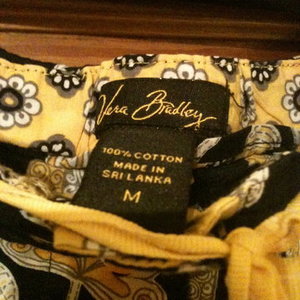 Vera Bradley
100% COTTON
MADE IN
SRI LANKA
M